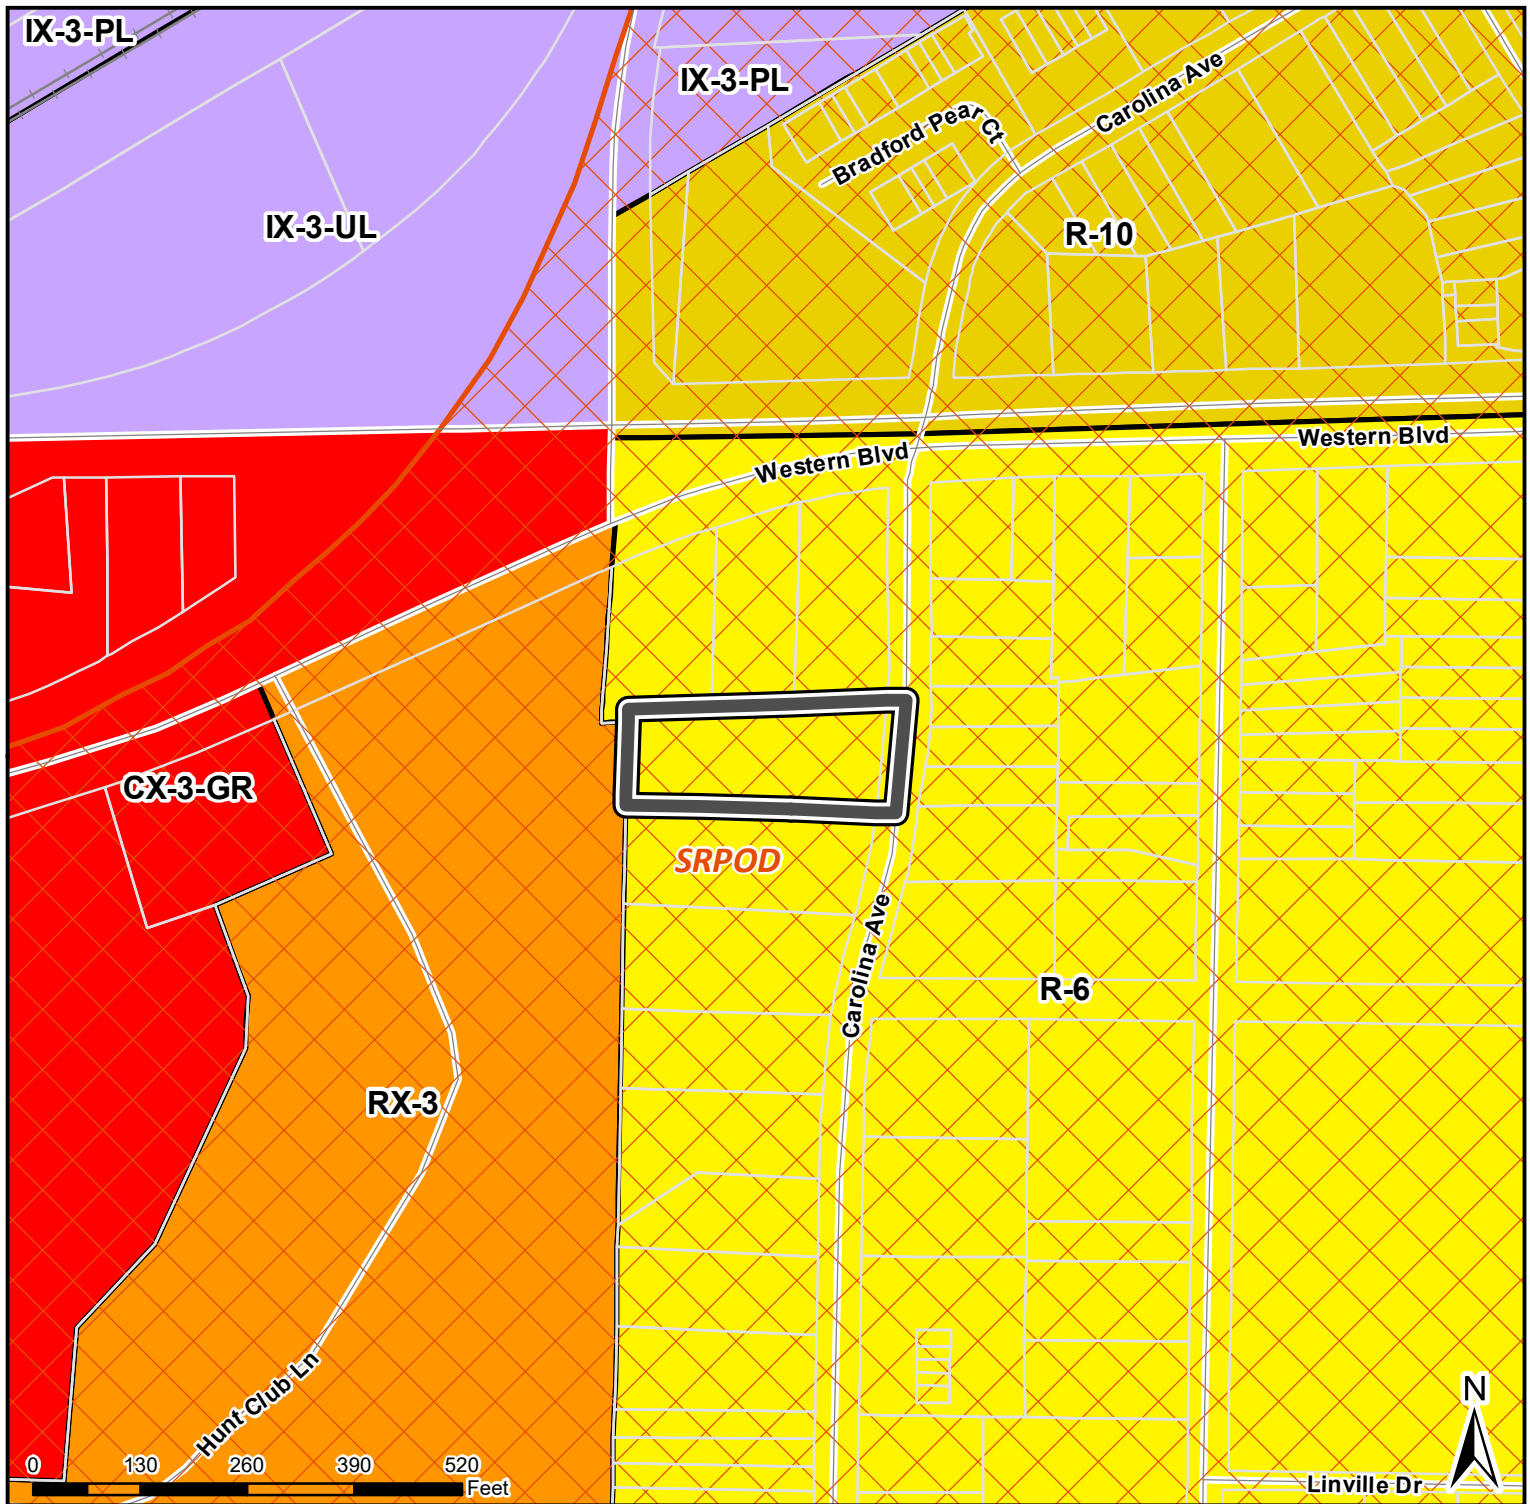 IX-3-PL
IX-3-PL
Carolina Ave
Bradford Pear Ct
IX-3-UL
R-10
Western Blvd
Western Blvd
CX-3-GR
SRPOD
Carolina Ave
R-6
RX-3
Hunt Club Ln
N
0 130 260 390 520
Feet
Linville Dr